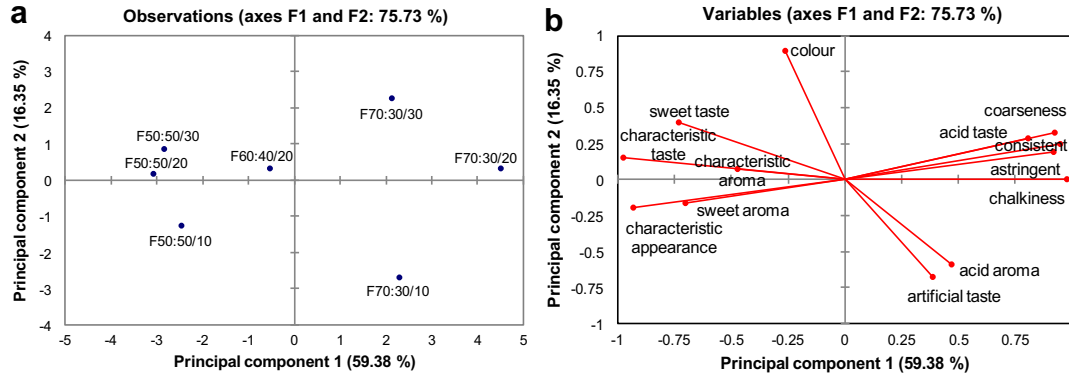 a
Observations (axes F1 and F2: 75.73 %)
Principal component 2 (16.35 %)
4
3
2
1
0
-1
-2
-3
-4
F70:30/30
F50:50/30
F50:50/20
F60:40/20
F70:30/20
F50:50/10
F70:30/10
-5 -4 -3 -2 -1 0 1 2 3 4 5
Principal component 1 (59.38 %)
b
Variables (axes F1 and F2: 75.73 %)
Principal component 2 (16.35 %)
1
0.75
0.5
0.25
0
-0.25
-0.5
-0.75
-1
colour
sweet taste
coarseness
characteristic
taste
acid taste
consistent
characteristic
aroma
astringent
sweet aroma
chalkiness
characteristic
appearance
acid aroma
artificial taste
-1 -0.75 -0.5 -0.25 0 0.25 0.5 0.75
Principal component 1 (59.38 %)